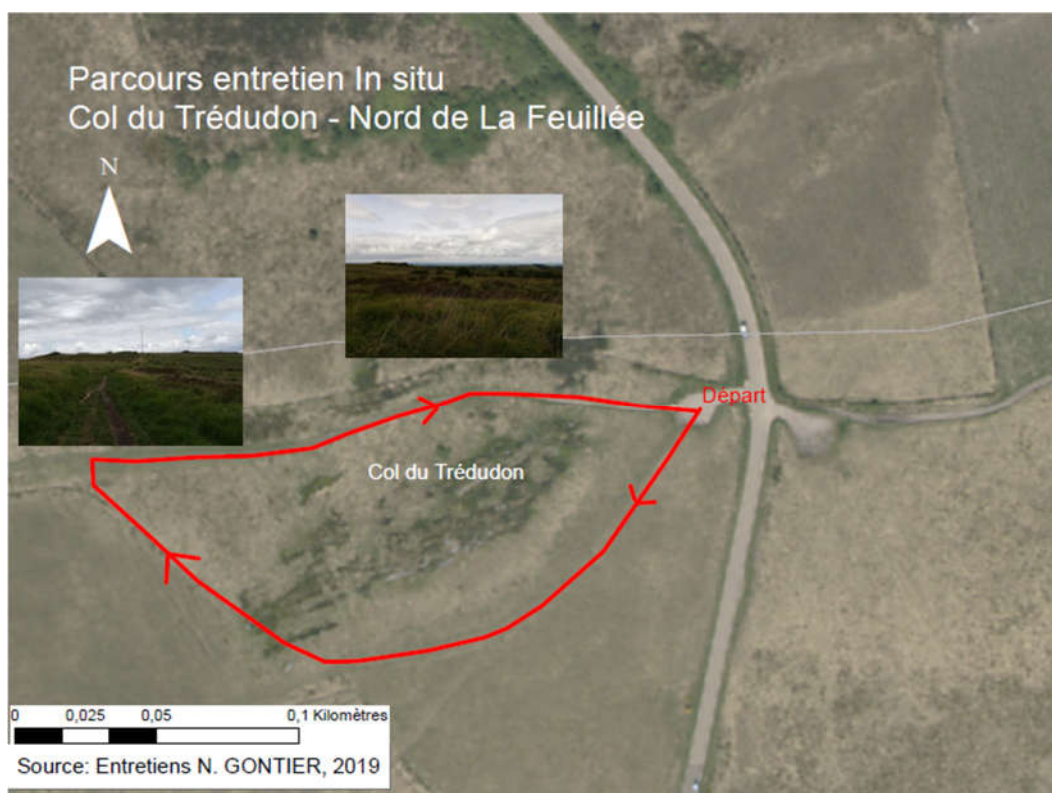 Parcours entretien In situ
Col du Trédudon - Nord de La Feuillée
N
Départ
Col du Trédudon
0 0,025 0,05 0,1 Kilomètres
Source: Entretiens N. GONTIER, 2019